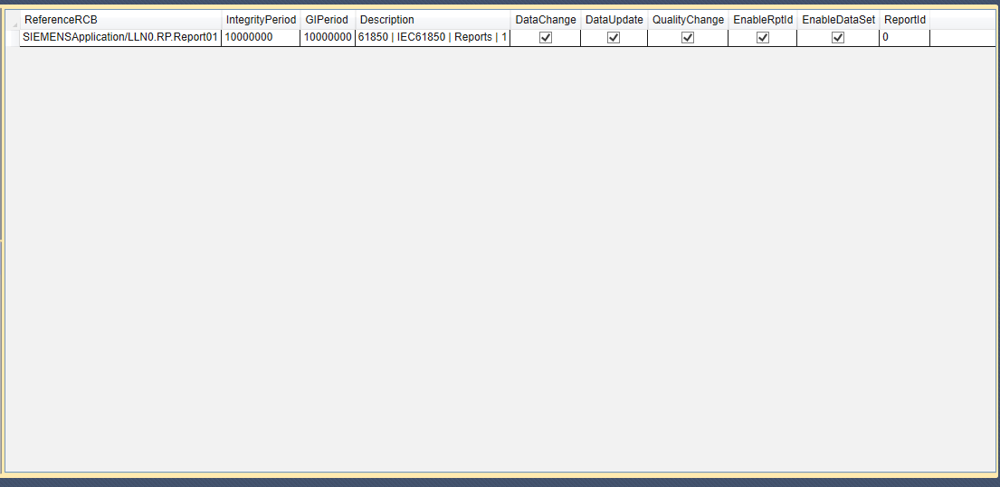 ReferenceRCB IntegrityPeriod GIPeriod Description DataChange DataUpdate QualityChange EnableRptId EnableDataSet ReportId
SIEMENSApplication/LLN0.RP.Report01 10000000 10000000 61850 | IEC61850 | Reports | 1 0